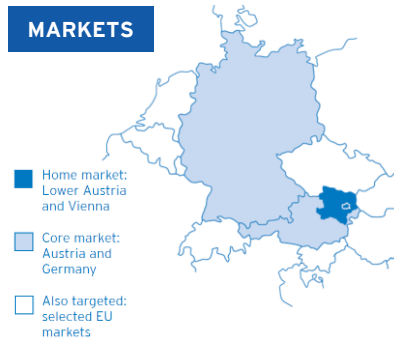 MARKETS
Home market:
Lower Austria
and Vienna
Core market:
Austria and
Germany
Also targeted:
selected EU
markets